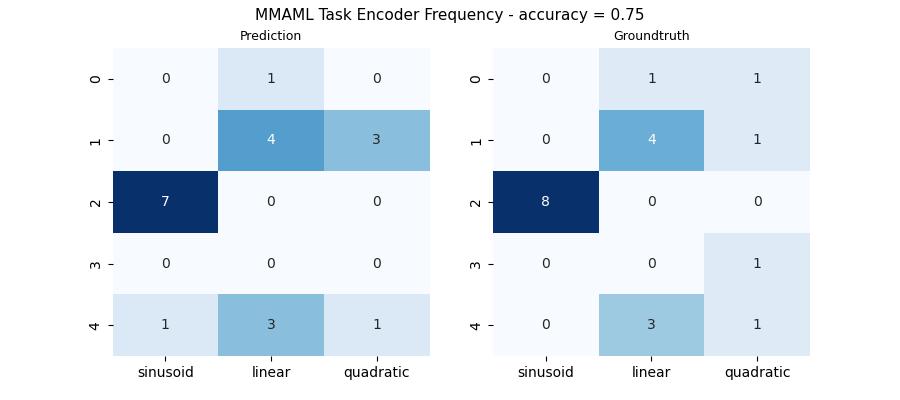 MMAML Task Encoder Frequency - accuracy = 0.75
Prediction
Groundtruth
0 0 1 0
1 0 4 3
2 7 0 0
3 0 0 0
4 1 3 1
sinusoid linear quadratic
0 0 1 1
1 0 4 1
2 8 0 0
3 0 0 1
4 0 3 1
sinusoid linear quadratic